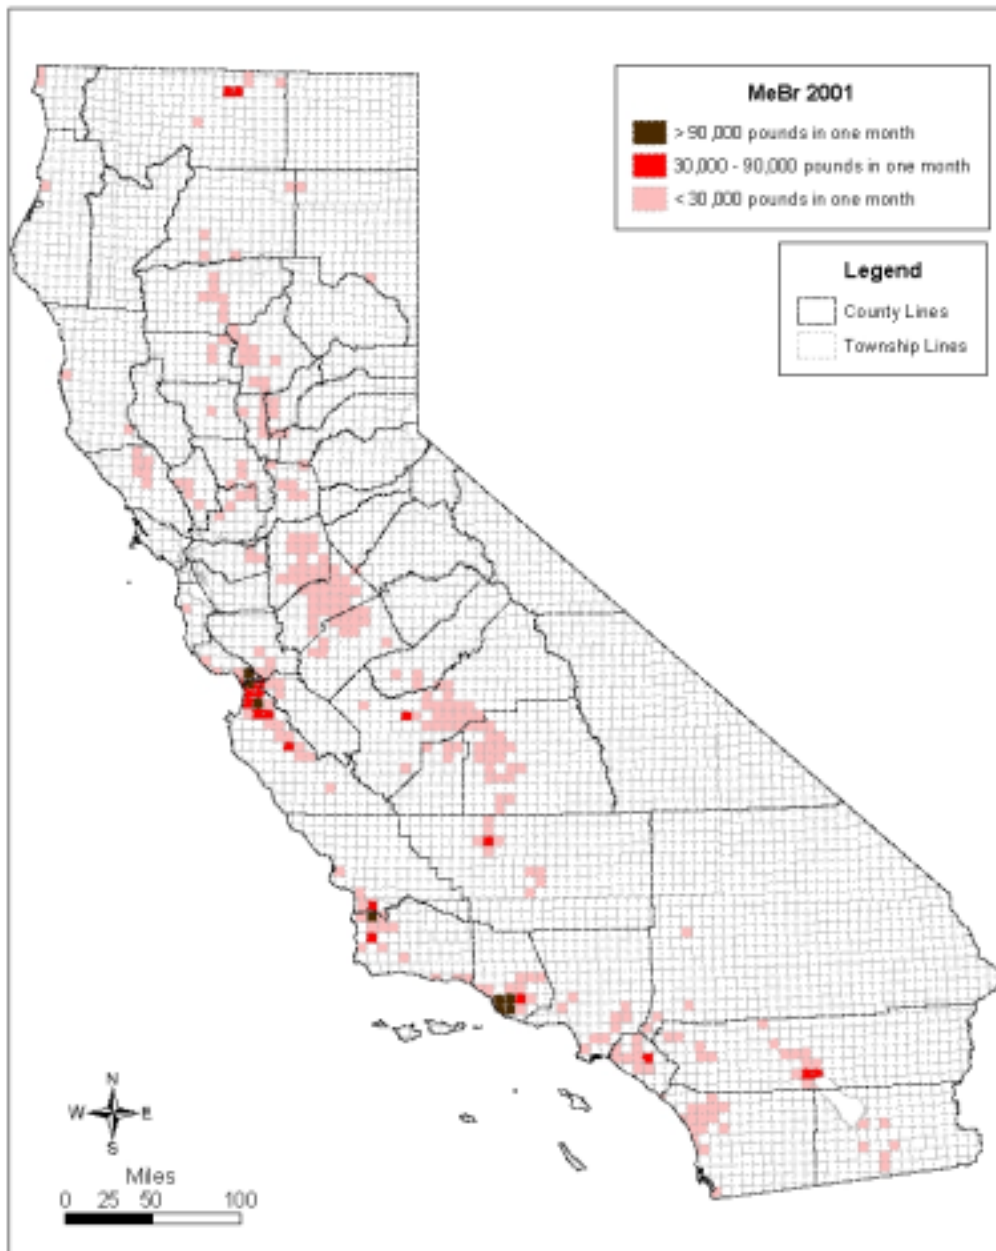 MeBr 2001
> 90,000 pounds in one month
30,000 - 90,000 pounds in one month
< 30,000 pounds in one month
Legend
County Lines
Township Lines
N
W E
S
Miles
0 25 50 100